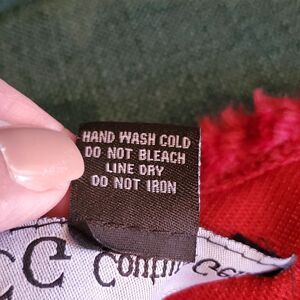 HAND WASH COLD
DO NOT BLEACH
LINE DRY
DO NOT IRON